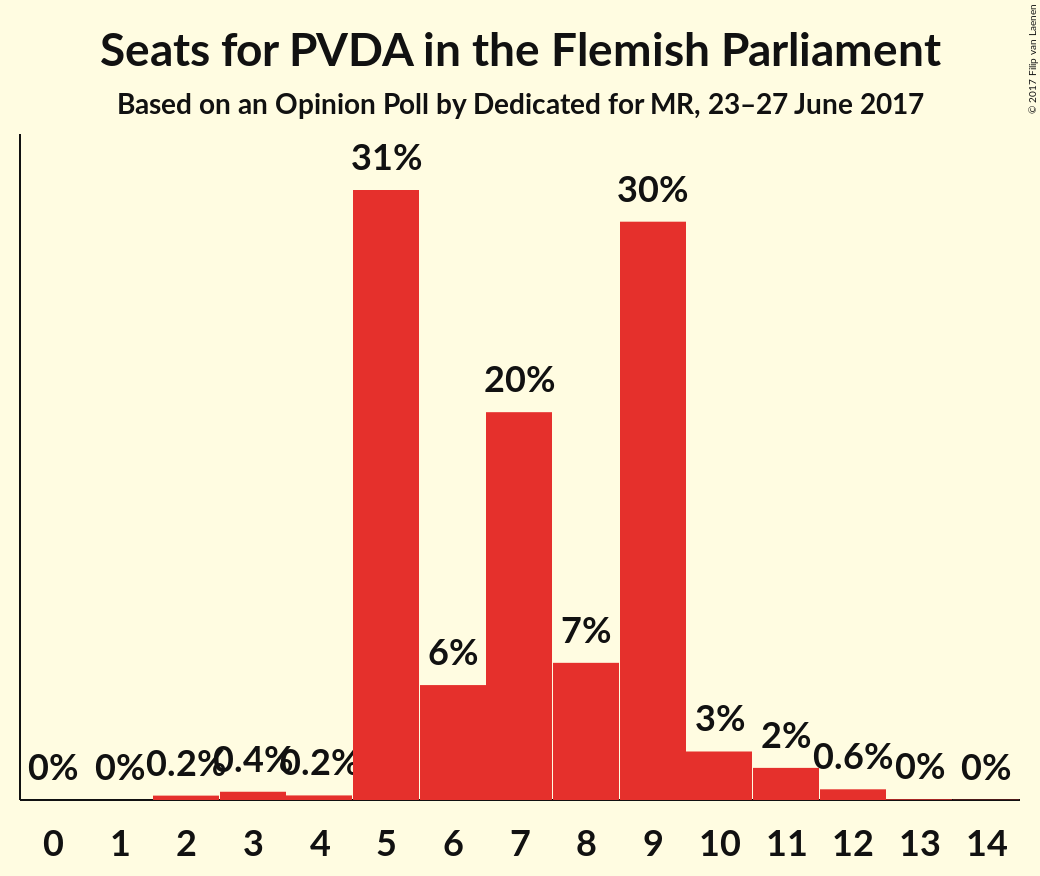 Seats for PVDA in the Flemish Parliament
Based on an Opinion Poll by Dedicated for MR, 23–27 June 2017
© 2017 Filip van Laenen
0% 0% 0.2% 0.4% 0.2% 31% 6% 20% 7% 30% 3% 2% 0.6% 0% 0%
0 1 2 3 4 5 6 7 8 9 10 11 12 13 14